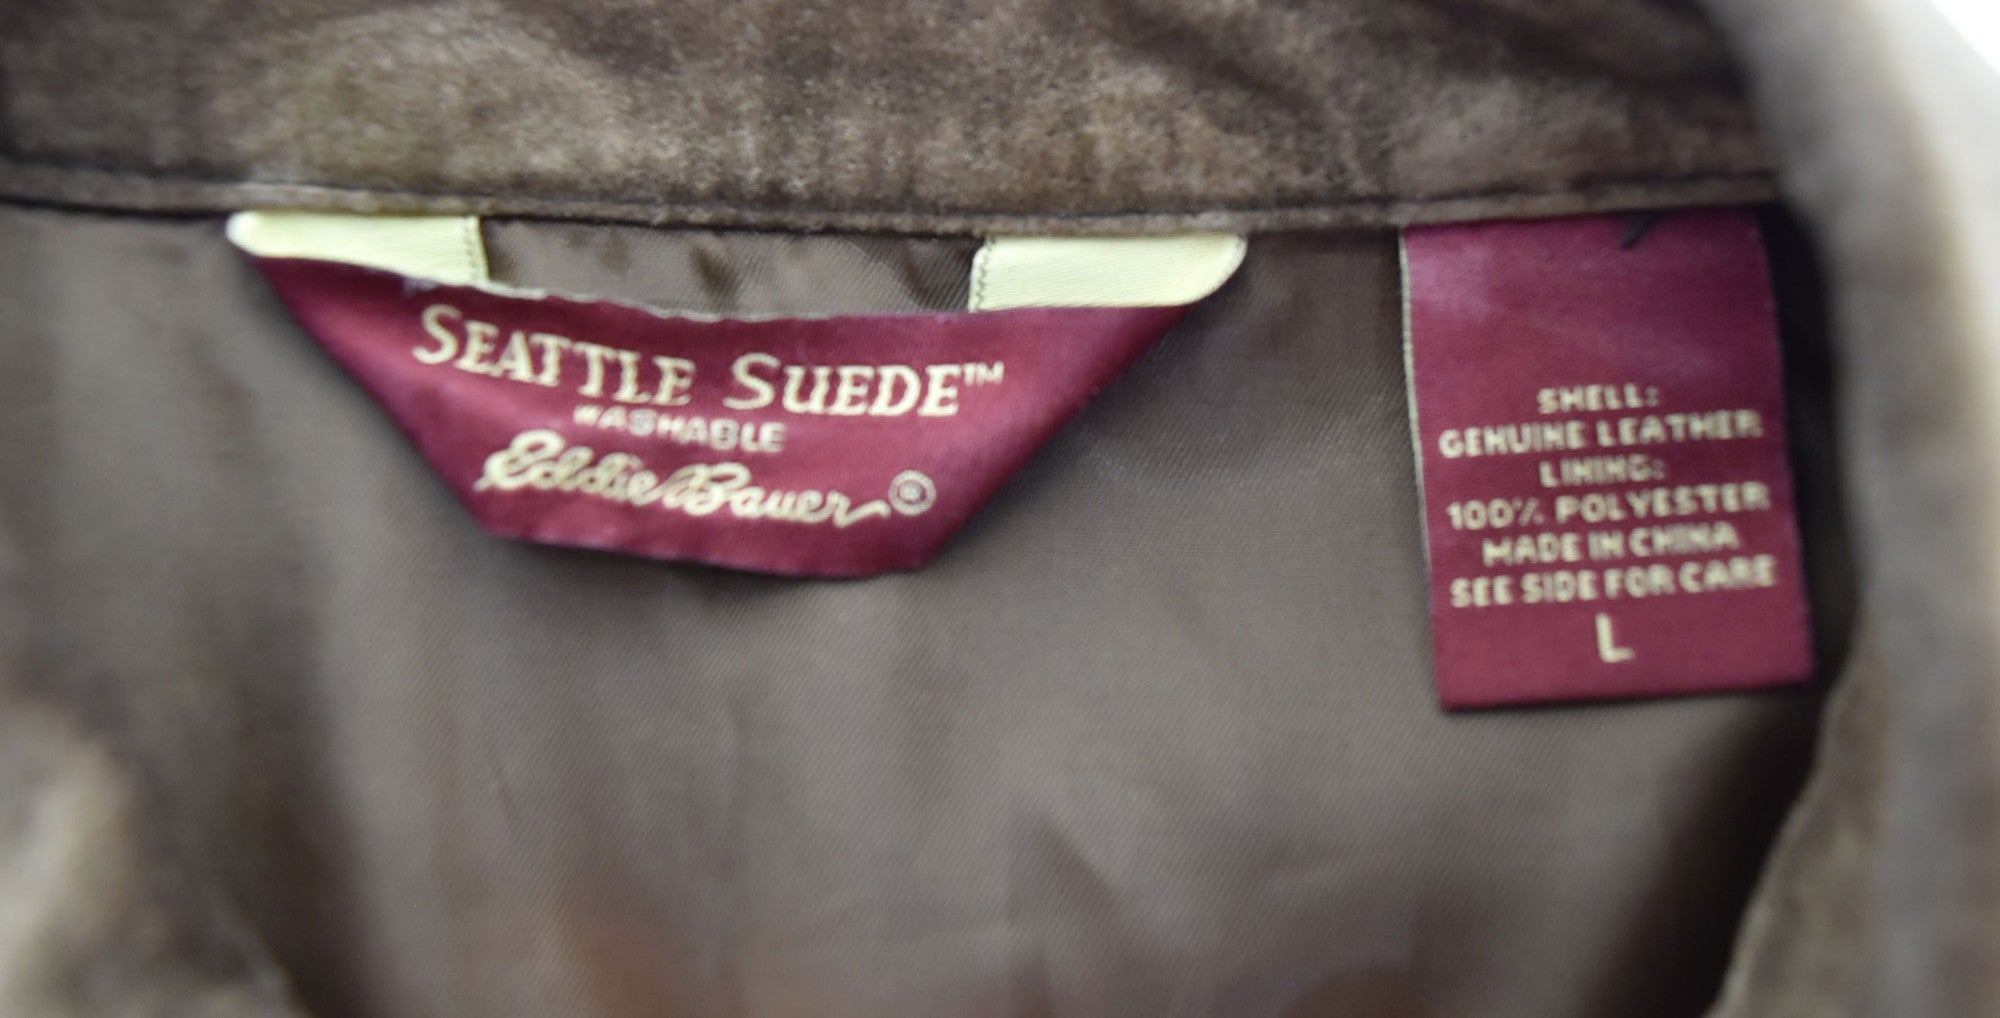 SEATTLE SUEDE™
WASHABLE
Eddie Bauer®
SHELL:
GENUINE LEATHER
LINING:
100% POLYESTER
MADE IN CHINA
SEE SIDE FOR CARE
L